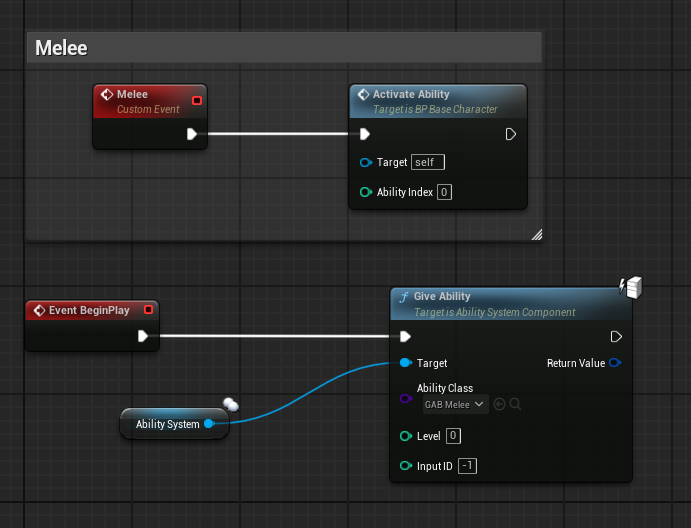 Melee
Melee
Custom Event
Activate Ability
Target is BP Base Character
Target self
Ability Index 0
Event BeginPlay
Give Ability
Target is Ability System Component
Target
Return Value
Ability Class
GAB Melee
Ability System
Level 0
Input ID -1